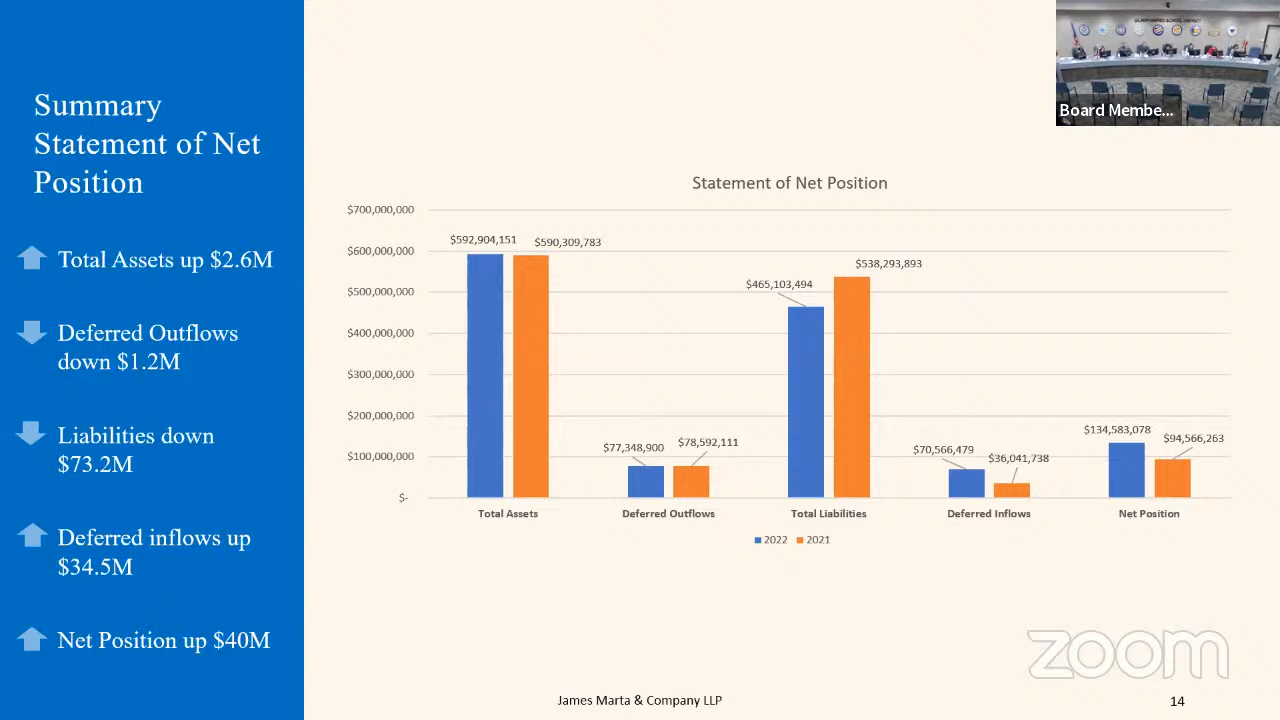 Summary
Statement of Net
Position
Total Assets up $2.6M
Deferred Outflows
down $1.2M
Liabilities down
$73.2M
Deferred inflows up
$34.5M
Net Position up $40M
Board Membe...
Statement of Net Position
$700,000,000
$600,000,000
$500,000,000
$400,000,000
$300,000,000
$200,000,000
$100,000,000
$-
$592,904,151
$590,309,783
$77,348,900
$78,592,111
$465,103,494
$538,293,893
$70,566,479
$36,041,738
$134,583,078
$94,566,263
Total Assets
Deferred Outflows
Total Liabilities
Deferred Inflows
Net Position
2022
2021
zoom
James Marta & Company LLP
14